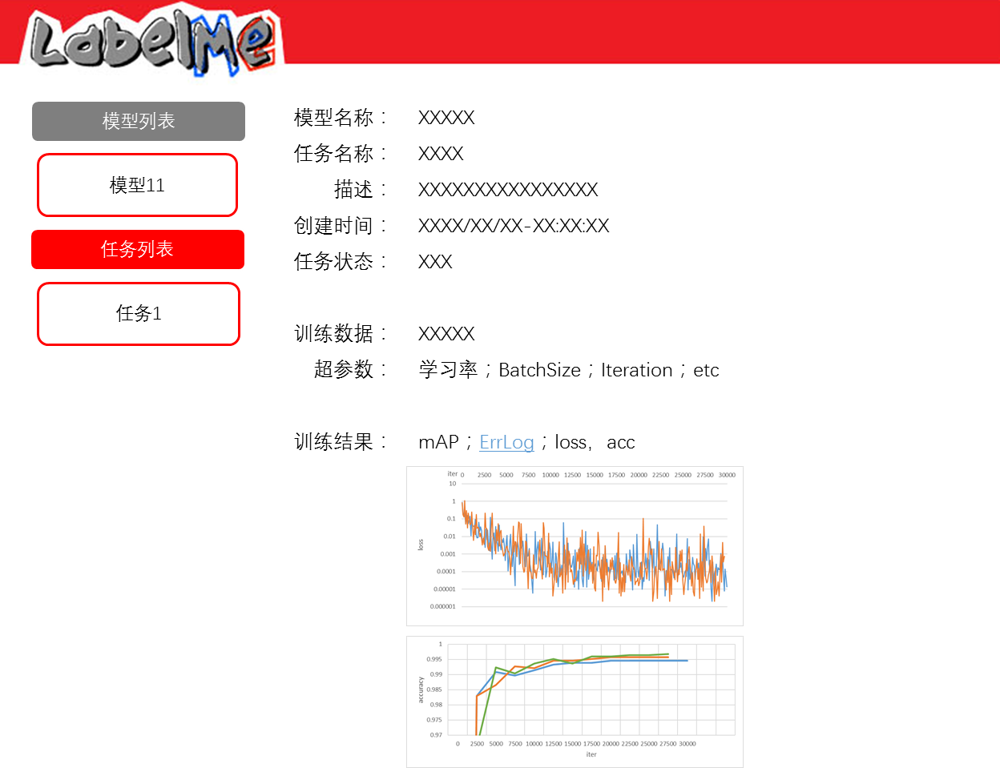 LabelMe
模型列表
模型11
任务列表
任务1
模型名称： XXXXX
任务名称： XXXX
描述： XXXXXXXXXXXXXXXX
创建时间： XXXX/XX/XX-XX:XX:XX
任务状态： XXX
训练数据： XXXXX
超参数： 学习率；BatchSize；Iteration；etc
训练结果： mAP；ErrLog；loss，acc
iter 0 2500 5000 7500 10000 12500 15000 17500 20000 22500 25000 27500 30000
10
1
0.1
0.01
0.001
0.0001
0.00001
0.000001
loss
1
0.995
0.99
0.985
0.98
0.975
0.97
accuracy
0 2500 5000 7500 10000 12500 15000 17500 20000 22500 25000 27500 30000
iter